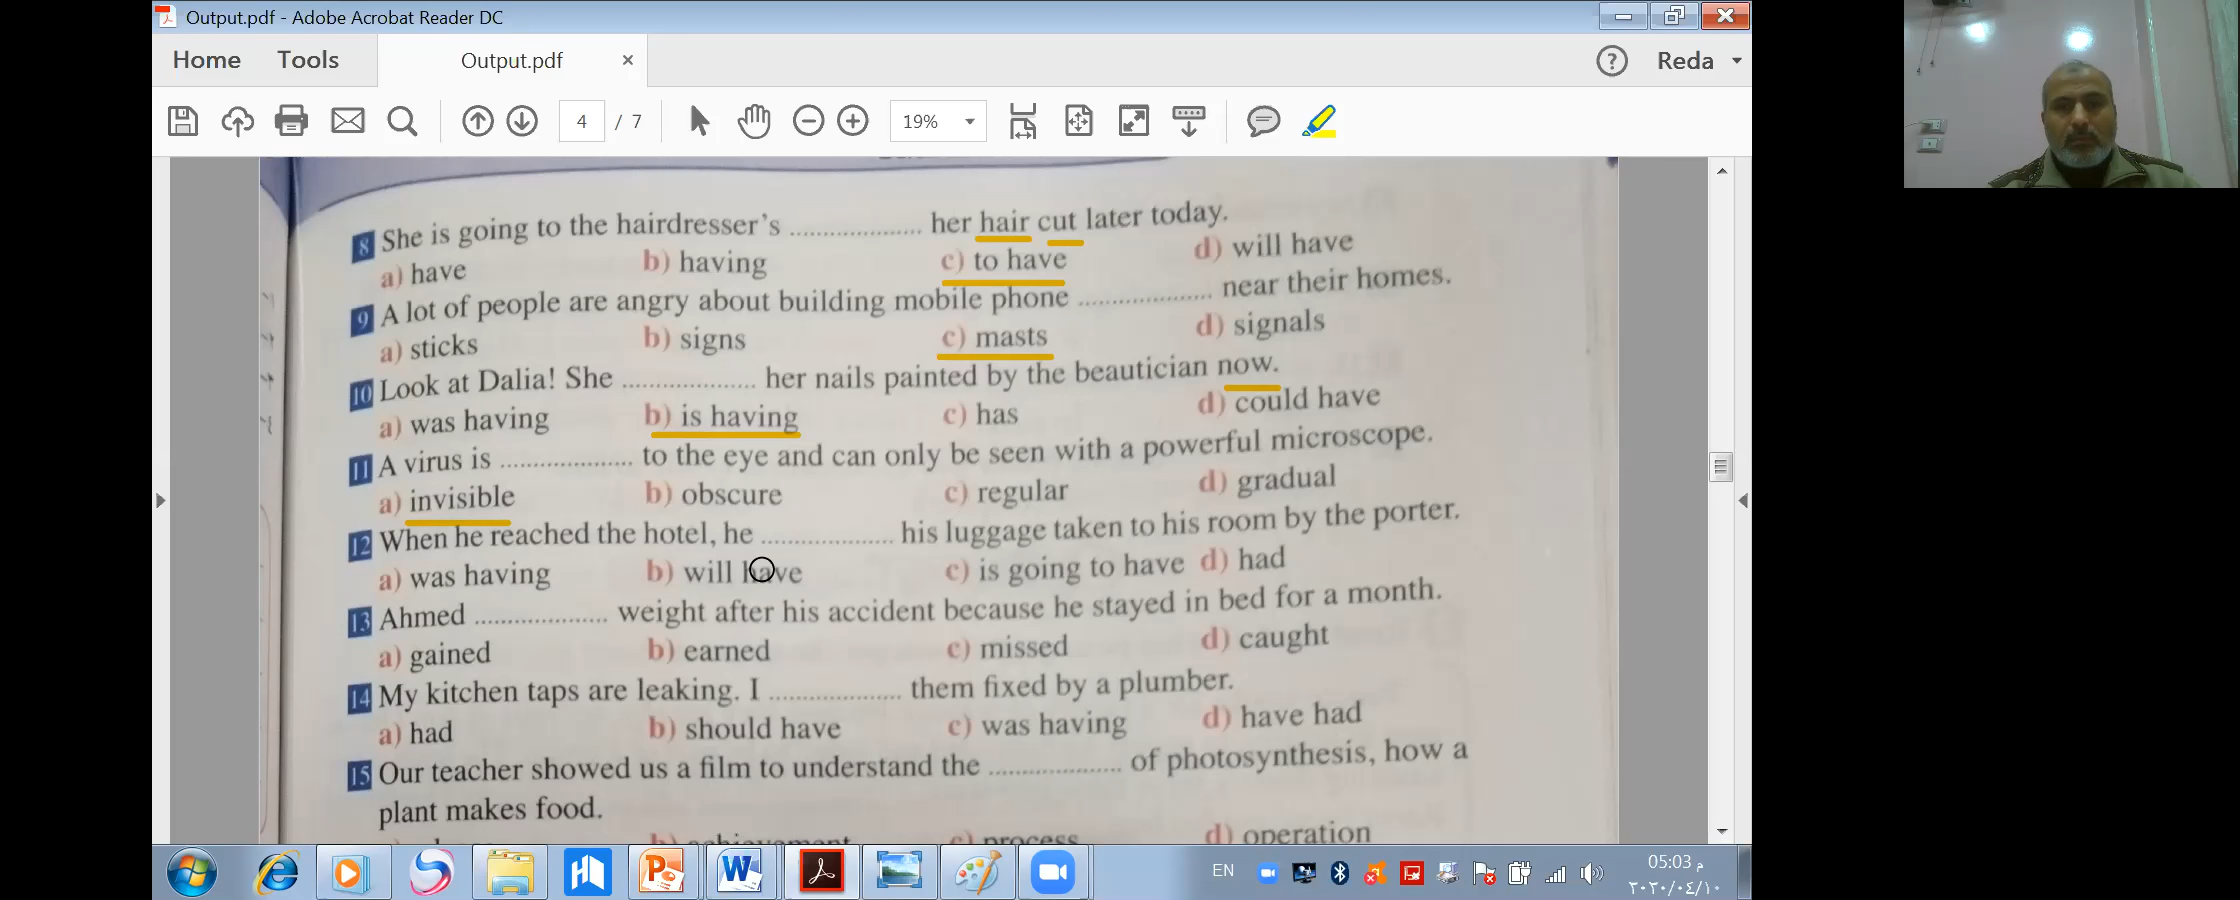 Output.pdf - Adobe Acrobat Reader DC
Home Tools Output.pdf × Reda
4 / 7 19%
8 She is going to the hairdresser's .................. her hair cut later today.
a) have b) having c) to have d) will have
9 A lot of people are angry about building mobile phone .................. near their homes.
a) sticks b) signs c) masts d) signals
10 Look at Dalia! She .................. her nails painted by the beautician now.
a) was having b) is having c) has d) could have
11 A virus is .................. to the eye and can only be seen with a powerful microscope.
a) invisible b) obscure c) regular d) gradual
12 When he reached the hotel, he .................. his luggage taken to his room by the porter.
a) was having b) will have c) is going to have d) had
13 Ahmed .................. weight after his accident because he stayed in bed for a month.
a) gained b) earned c) missed d) caught
14 My kitchen taps are leaking. I .................. them fixed by a plumber.
a) had b) should have c) was having d) have had
15 Our teacher showed us a film to understand the .................. of photosynthesis, how a
plant makes food.
b) achievement c) process d) operation
EN 05:03 م
٢٠٢٠/٠٤/١٠